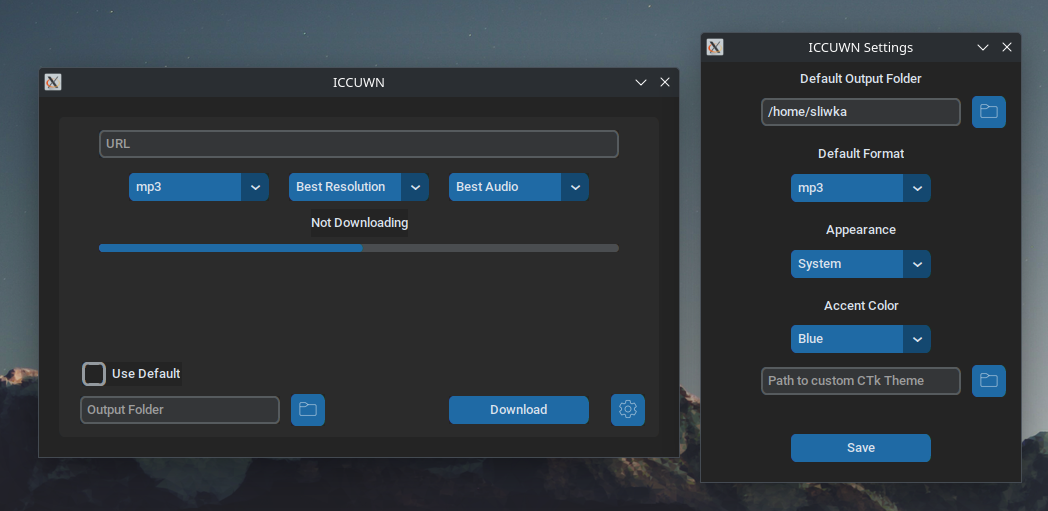 ICCUWN
URL
mp3
Best Resolution
Best Audio
Not Downloading
Use Default
Output Folder
Download
ICCUWN Settings
Default Output Folder
/home/sliwka
Default Format
mp3
Appearance
System
Accent Color
Blue
Path to custom CTk Theme
Save